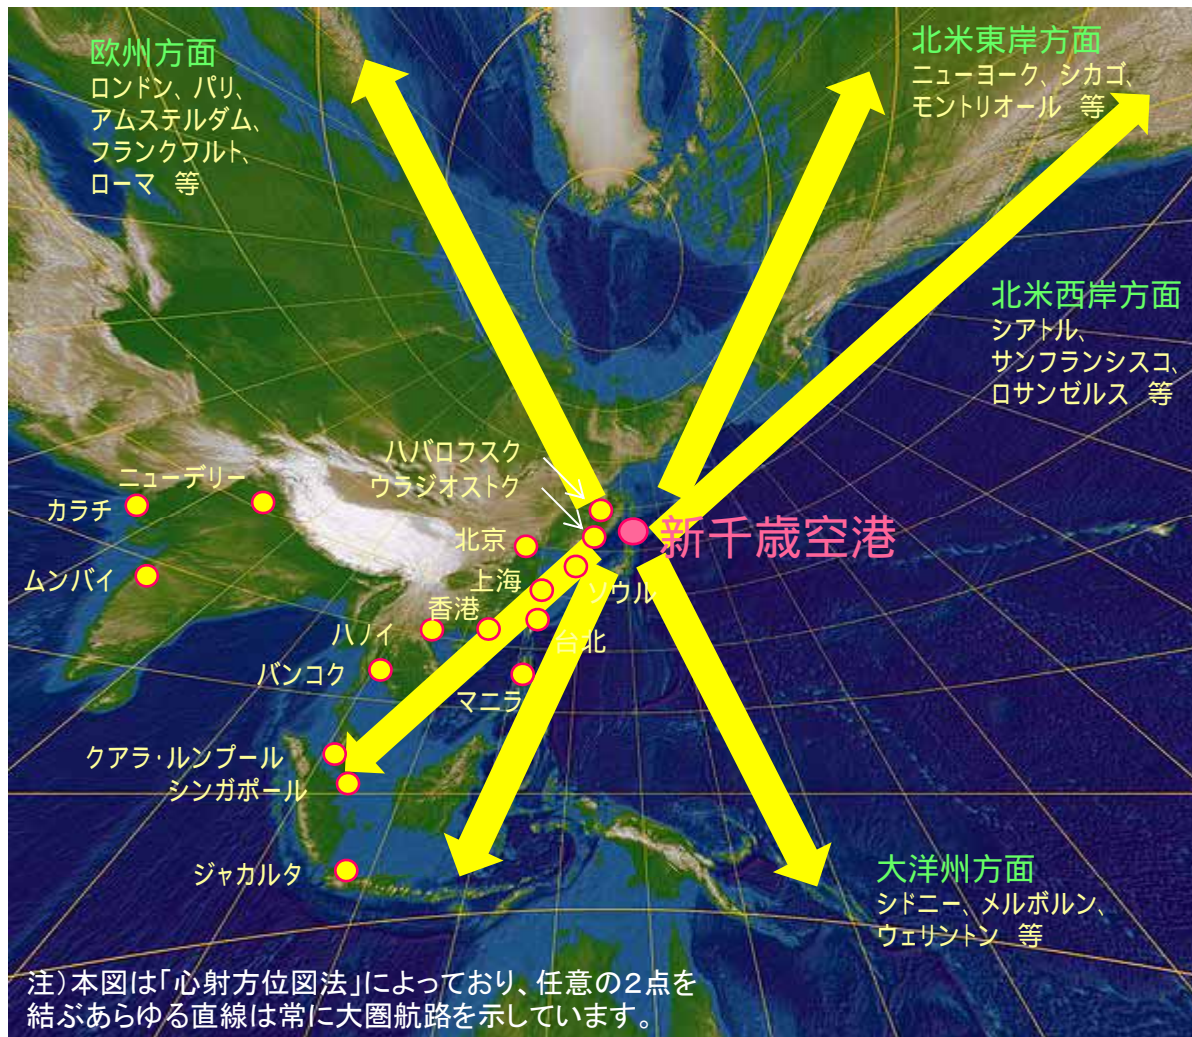 欧州方面
ロンドン、パリ、
アムステルダム、
フランクフルト、
ローマ 等
北米東岸方面
ニューヨーク、シカゴ、
モントリオール 等
北米西岸方面
シアトル、
サンフランシスコ、
ロサンゼルス 等
ハバロフスク
ウラジオストク
ニューデリー
カラチ
ムンバイ
北京
新千歳空港
上海
ソウル
香港
台北
ハノイ
バンコク
マニラ
クアラ・ルンプール
シンガポール
ジャカルタ
大洋州方面
シドニー、メルボルン、
ウェリントン 等
注）本図は「心射方位図法」によっており、任意の２点を
結ぶあらゆる直線は常に大圏航路を示しています。